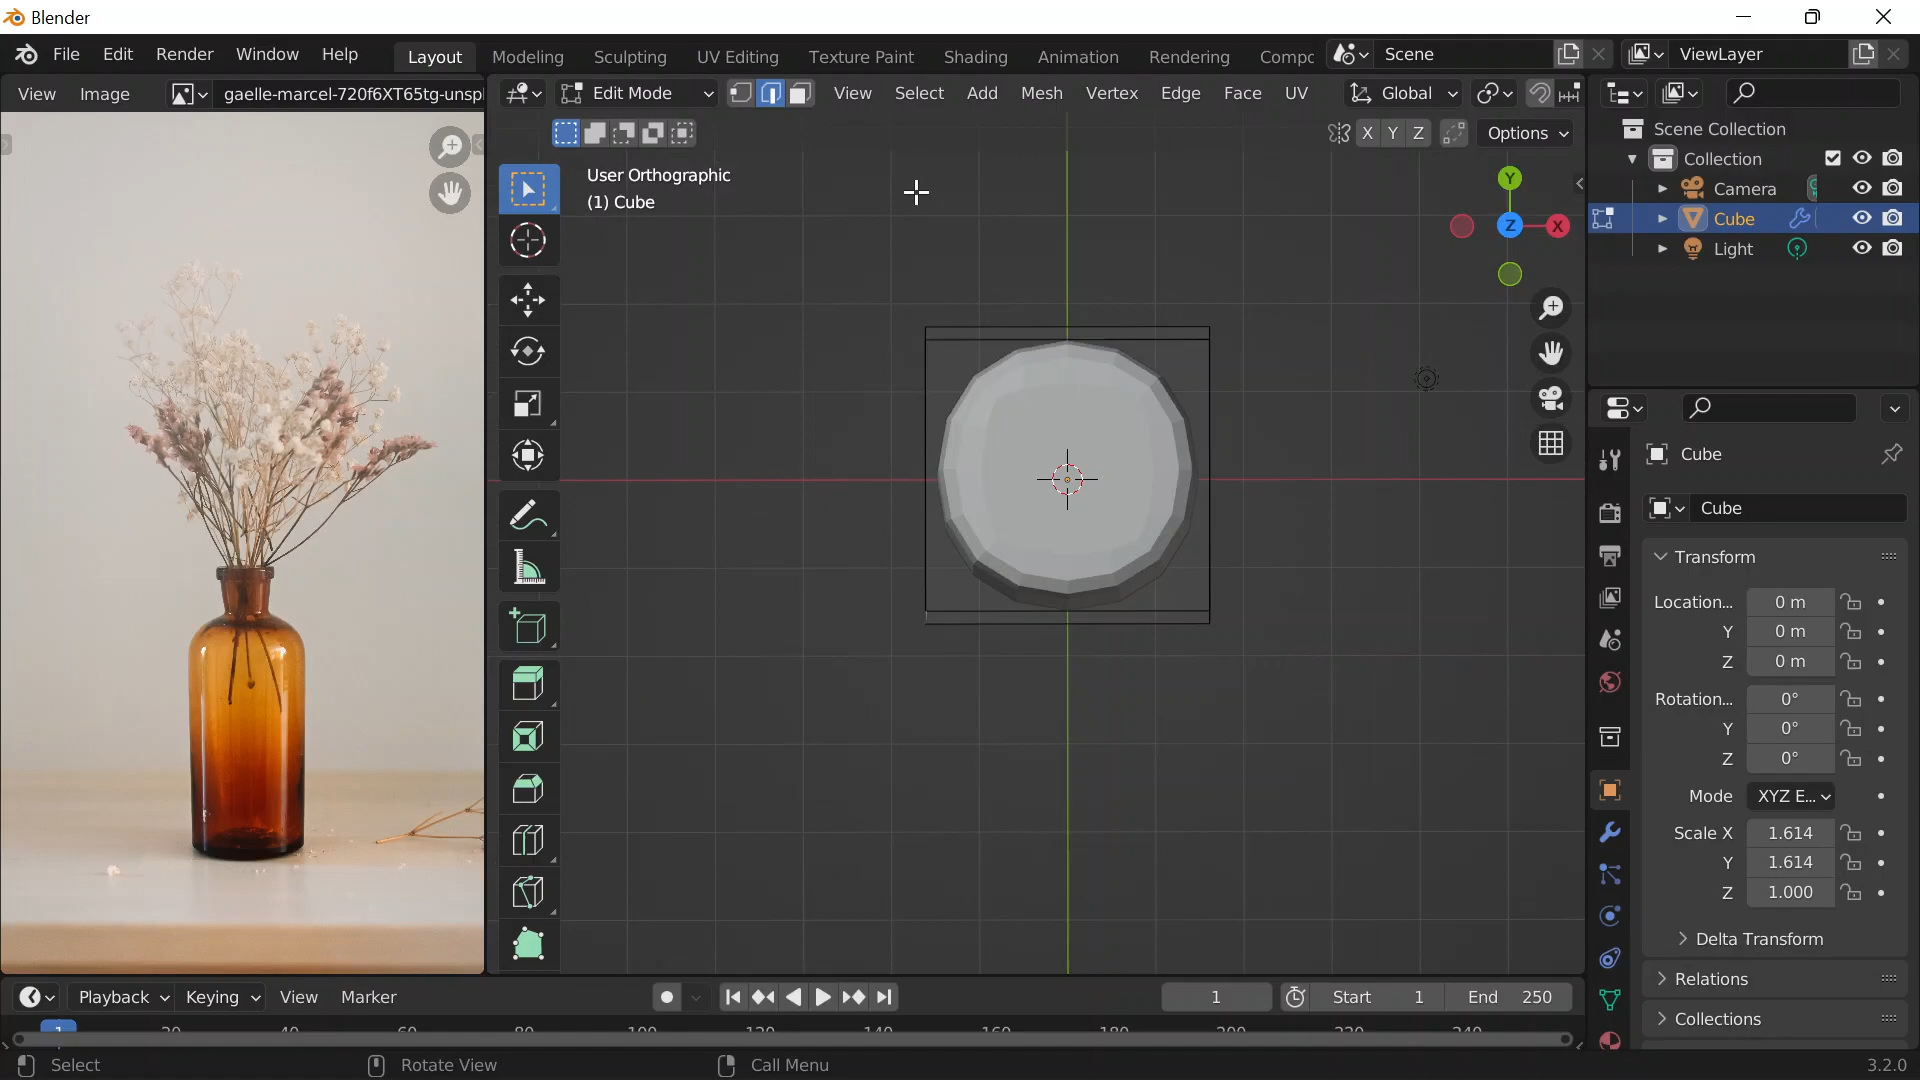 Blender
File Edit Render Window Help Layout Modeling Sculpting UV Editing Texture Paint Shading Animation Rendering Compc Scene ViewLayer
View Image gaelle-marcel-720f6XT65tg-unspl Edit Mode View Select Add Mesh Vertex Edge Face UV Global
X Y Z Options
User Orthographic
(1) Cube
Y
Z X
Scene Collection
Collection
Camera
Cube
Light
Cube
Cube
Transform
Location... 0 m
Y 0 m
Z 0 m
Rotation... 0°
Y 0°
Z 0°
Mode XYZ E...
Scale X 1.614
Y 1.614
Z 1.000
Delta Transform
Relations
Collections
Playback Keying View Marker 1 Start 1 End 250
1 20 40 60 80 100 120 140 160 180 200 220 240
Select Rotate View Call Menu 3.2.0